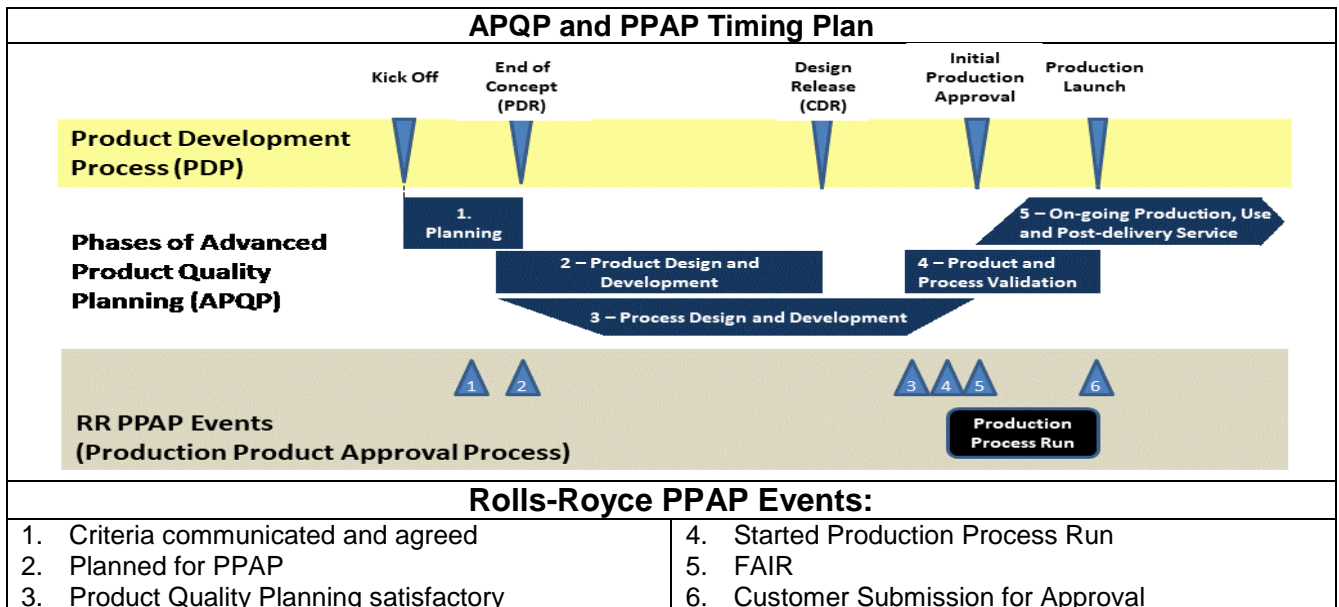 APQP and PPAP Timing Plan
Kick Off
End of
Concept
(PDR)
Design
Release
(CDR)
Initial
Production
Approval
Production
Launch
Product Development
Process (PDP)
Phases of Advanced
Product Quality
Planning (APQP)
1.
Planning
2 – Product Design and
Development
3 – Process Design and Development
4 – Product and
Process Validation
5 – On-going Production, Use
and Post-delivery Service
1
2
3
4
5
6
RR PPAP Events
(Production Product Approval Process)
Production
Process Run
Rolls-Royce PPAP Events:
1. Criteria communicated and agreed
2. Planned for PPAP
3. Product Quality Planning satisfactory
4. Started Production Process Run
5. FAIR
6. Customer Submission for Approval